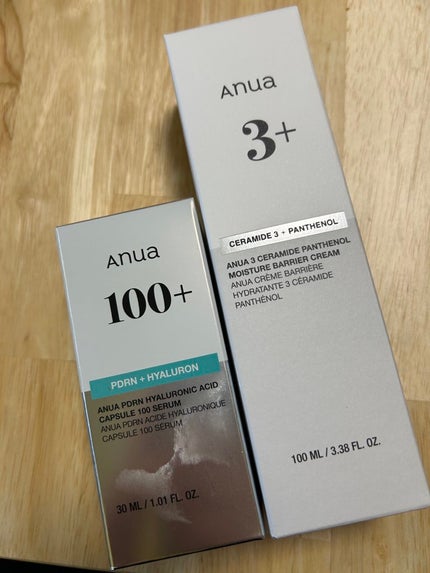 Anua
100+
PDRN + HYALURON
ANUA PDRN HYALURONIC ACID
CAPSULE 100 SERUM
ANUA PDRN ACIDE HYALURONIQUE
CAPSULE 100 SÉRUM
30 ML / 1.01 FL. OZ.
Anua
3+
CERAMIDE 3 + PANTHENOL
ANUA 3 CERAMIDE PANTHENOL
MOISTURE BARRIER CREAM
ANUA CRÈME BARRIÈRE
HYDRATANTE 3 CÉRAMIDE
PANTHÉNOL
100 ML / 3.38 FL. OZ.